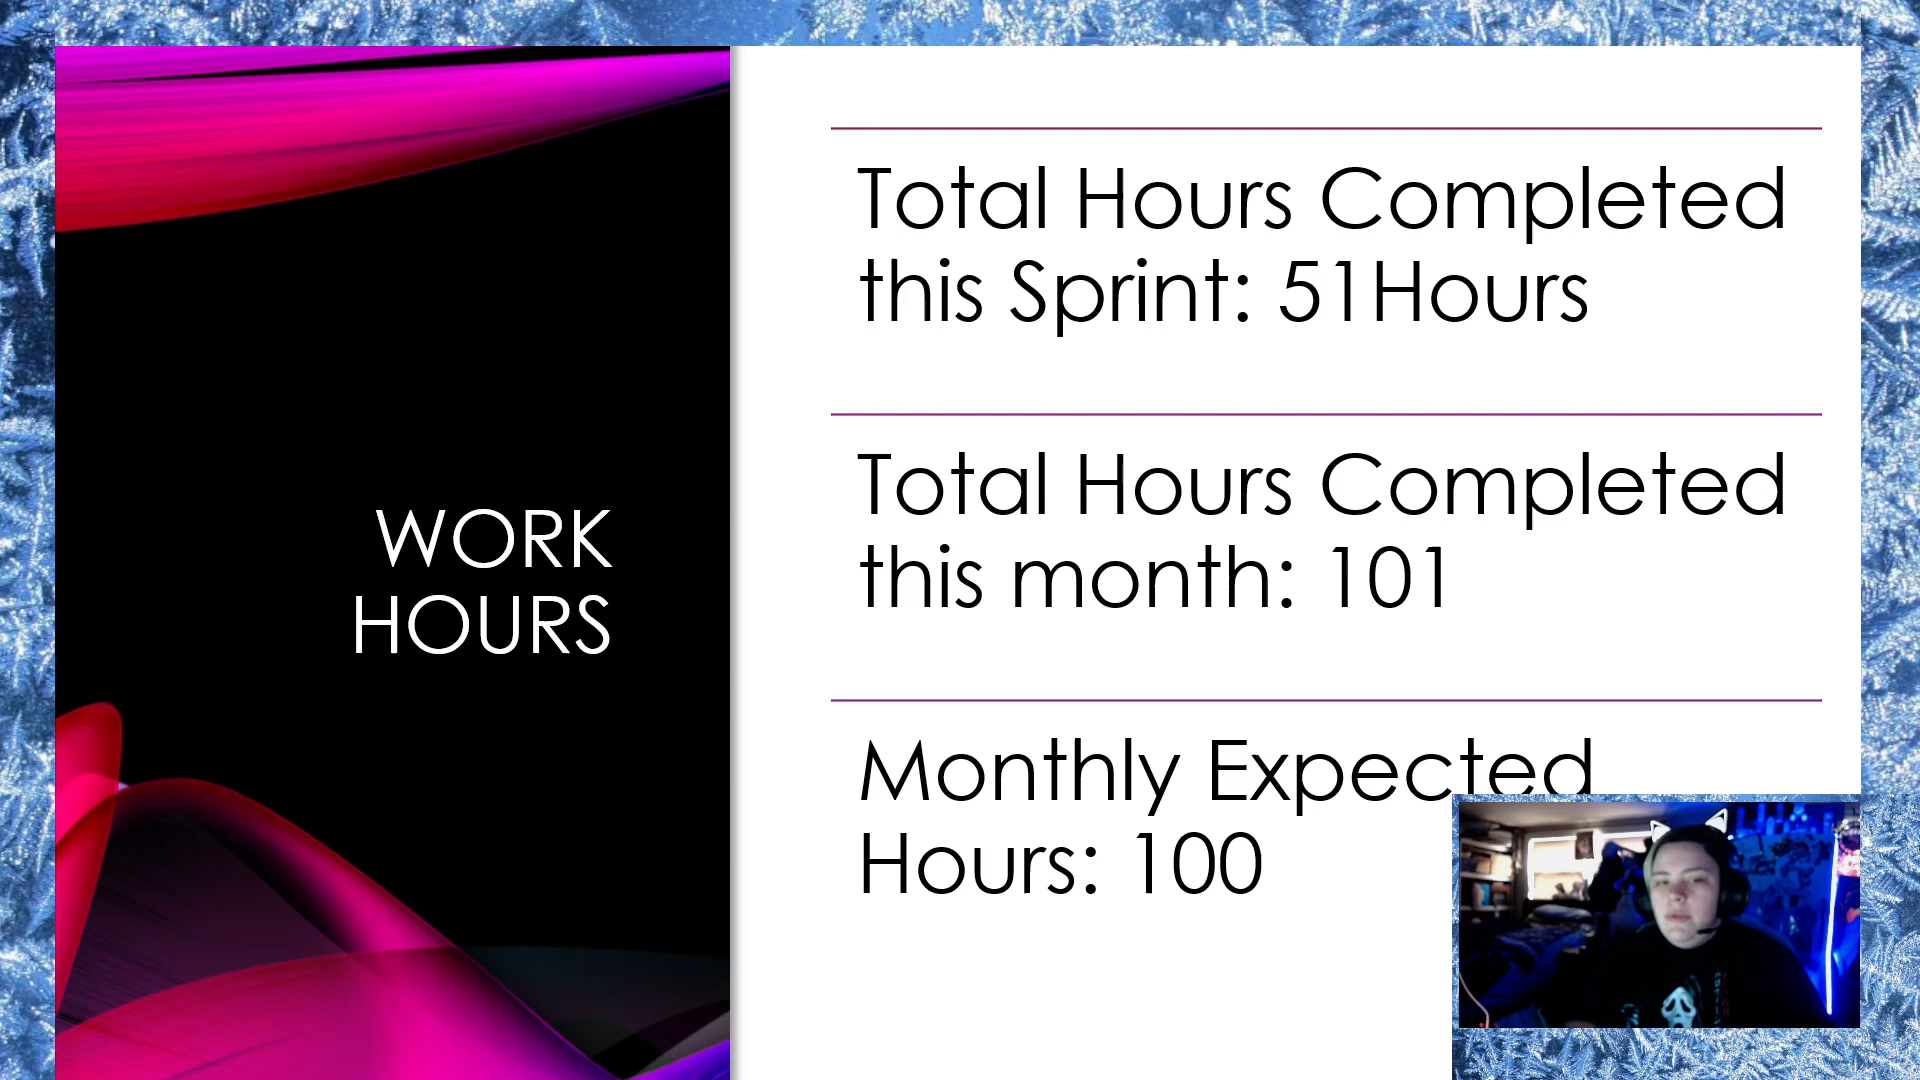 WORK
HOURS
Total Hours Completed
this Sprint: 51Hours
Total Hours Completed
this month: 101
Monthly Expected
Hours: 100